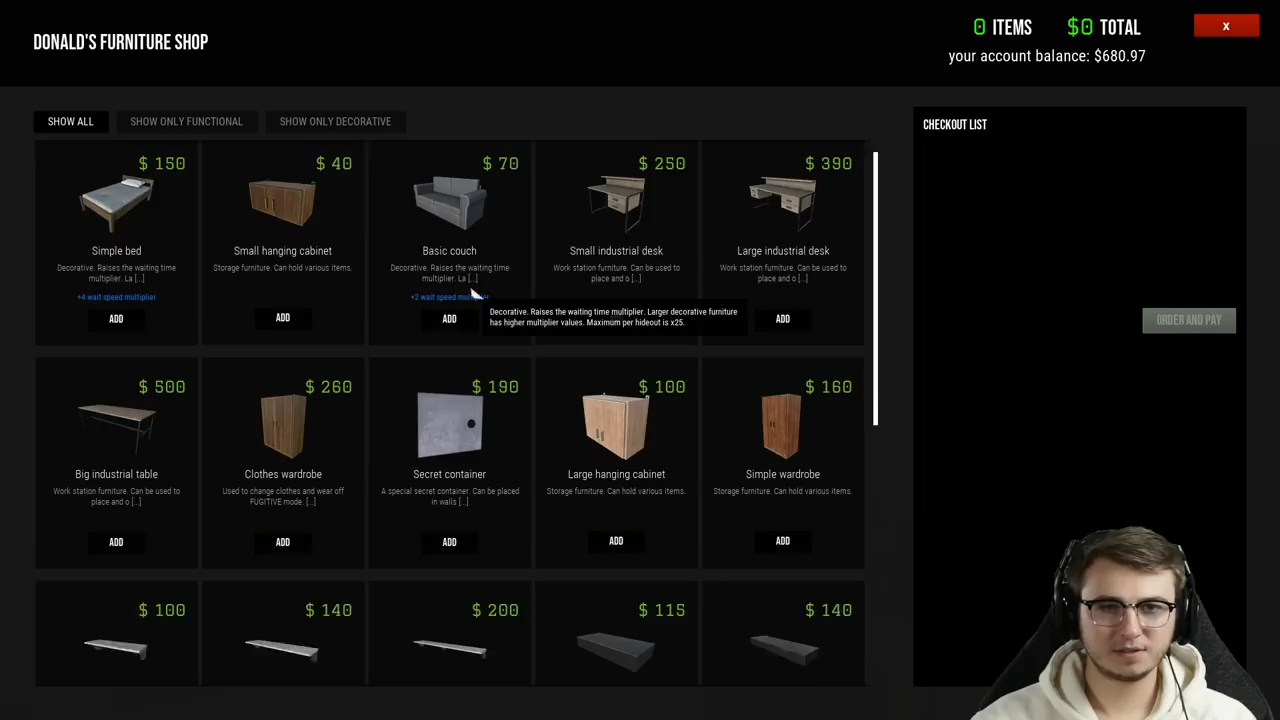 DONALD'S FURNITURE SHOP
0 ITEMS $0 TOTAL
your account balance: $680.97
X
SHOW ALL SHOW ONLY FUNCTIONAL SHOW ONLY DECORATIVE
CHECKOUT LIST
$ 150 $ 40 $ 70 $ 250 $ 390
Simple bed Small hanging cabinet Basic couch Small industrial desk Large industrial desk
Decorative. Raises the waiting time Storage furniture. Can hold various items. Decorative. Raises the waiting time Work station furniture. Can be used to Work station furniture. Can be used to
multiplier. La [...] multiplier. La [...] place and o [...] place and o [...]
+4 wait speed multiplier +2 wait speed
ADD ADD ADD ADD
Decorative. Raises the waiting time multiplier. Larger decorative furniture
has higher multiplier values. Maximum per hideout is x25.
ORDER AND PAY
$ 500 $ 260 $ 190 $ 100 $ 160
Big industrial table Clothes wardrobe Secret container Large hanging cabinet Simple wardrobe
Work station furniture. Can be used to Used to change clothes and wear off A special secret container. Can be placed Storage furniture. Can hold various items. Storage furniture. Can hold various items.
place and o [...] FUGITIVE mode. [...] in walls [...]
ADD ADD ADD ADD ADD
$ 100 $ 140 $ 200 $ 115 $ 140